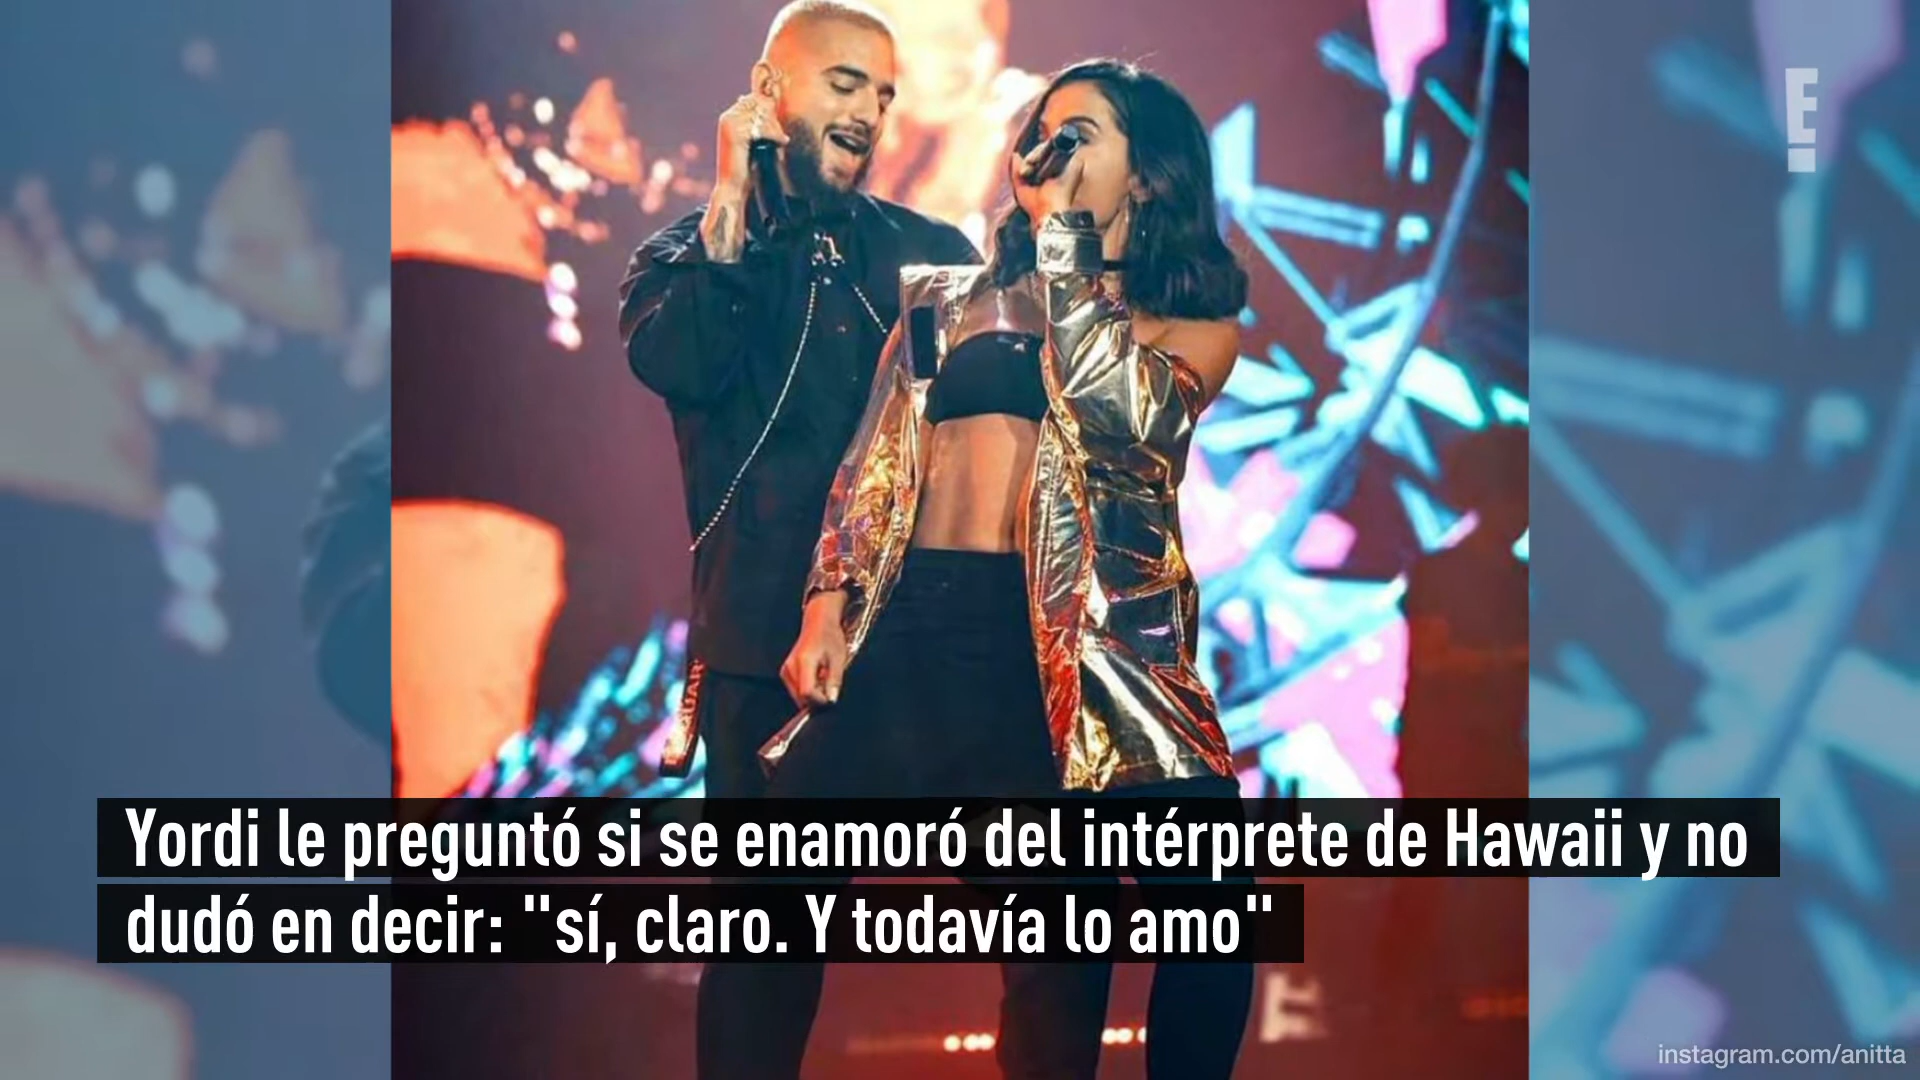 E!
Yordi le preguntó si se enamoró del intérprete de Hawaii y no
dudó en decir: "sí, claro. Y todavía lo amo"
instagram.com/anitta